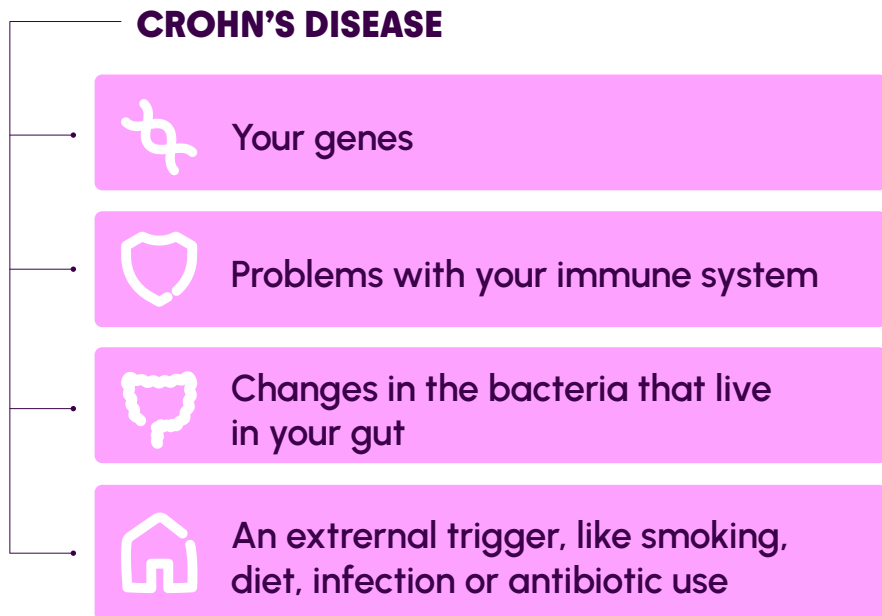 CROHN’S DISEASE
Your genes
Problems with your immune system
Changes in the bacteria that live
in your gut
An extrernal trigger, like smoking,
diet, infection or antibiotic use